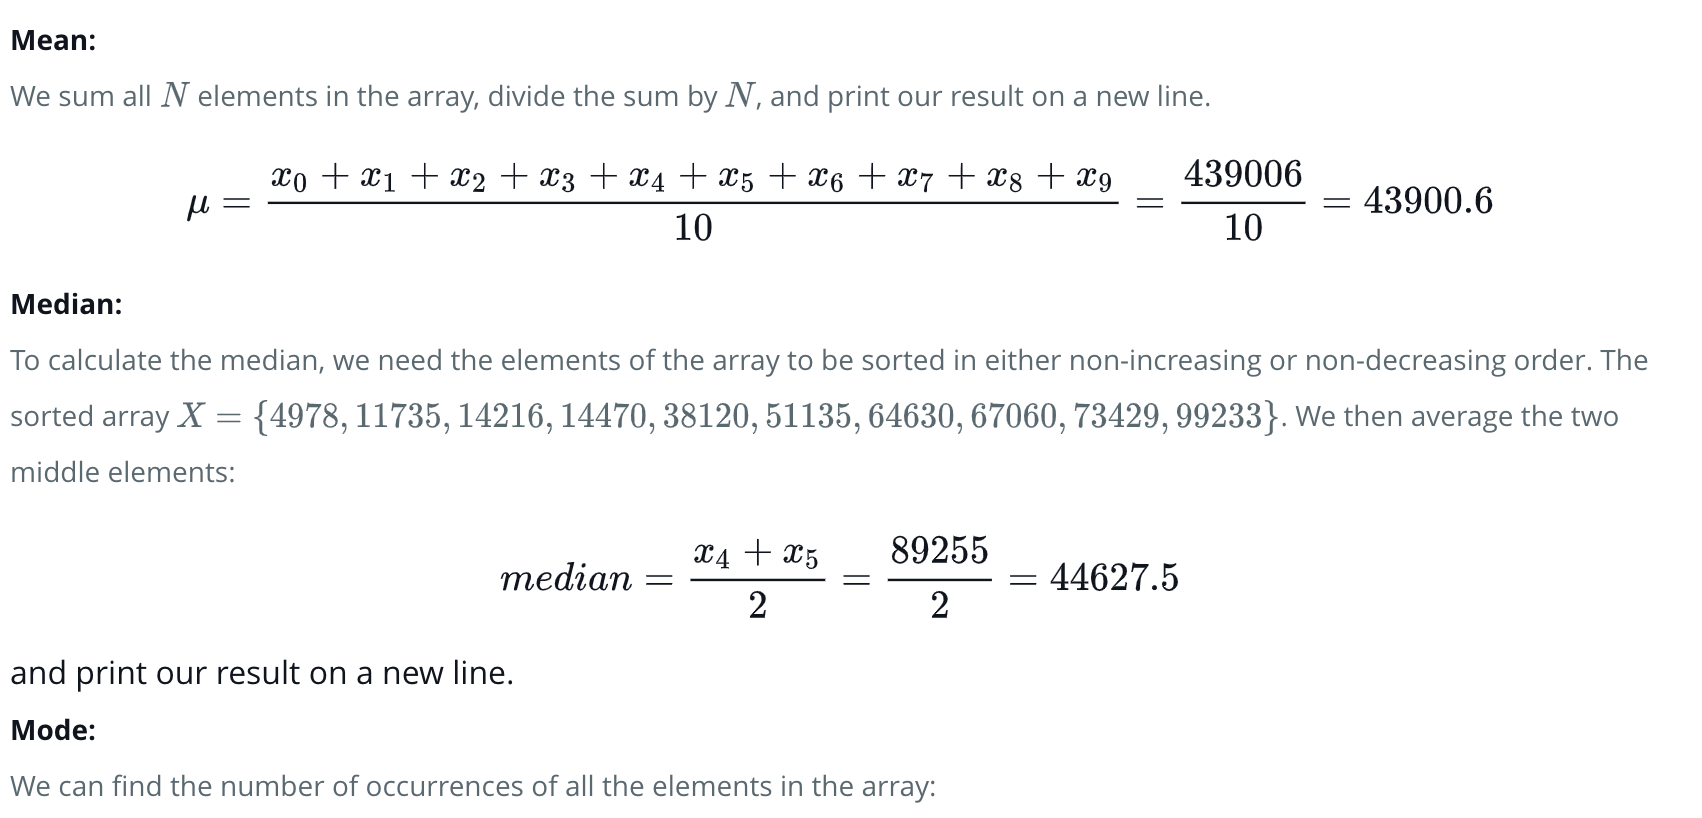 Mean:
We sum all N elements in the array, divide the sum by N, and print our result on a new line.
μ = \frac{x_0 + x_1 + x_2 + x_3 + x_4 + x_5 + x_6 + x_7 + x_8 + x_9}{10} = \frac{439006}{10} = 43900.6
Median:
To calculate the median, we need the elements of the array to be sorted in either non-increasing or non-decreasing order. The
sorted array X = {4978, 11735, 14216, 14470, 38120, 51135, 64630, 67060, 73429, 99233}. We then average the two
middle elements:
median = \frac{x_4 + x_5}{2} = \frac{89255}{2} = 44627.5
and print our result on a new line.
Mode:
We can find the number of occurrences of all the elements in the array: